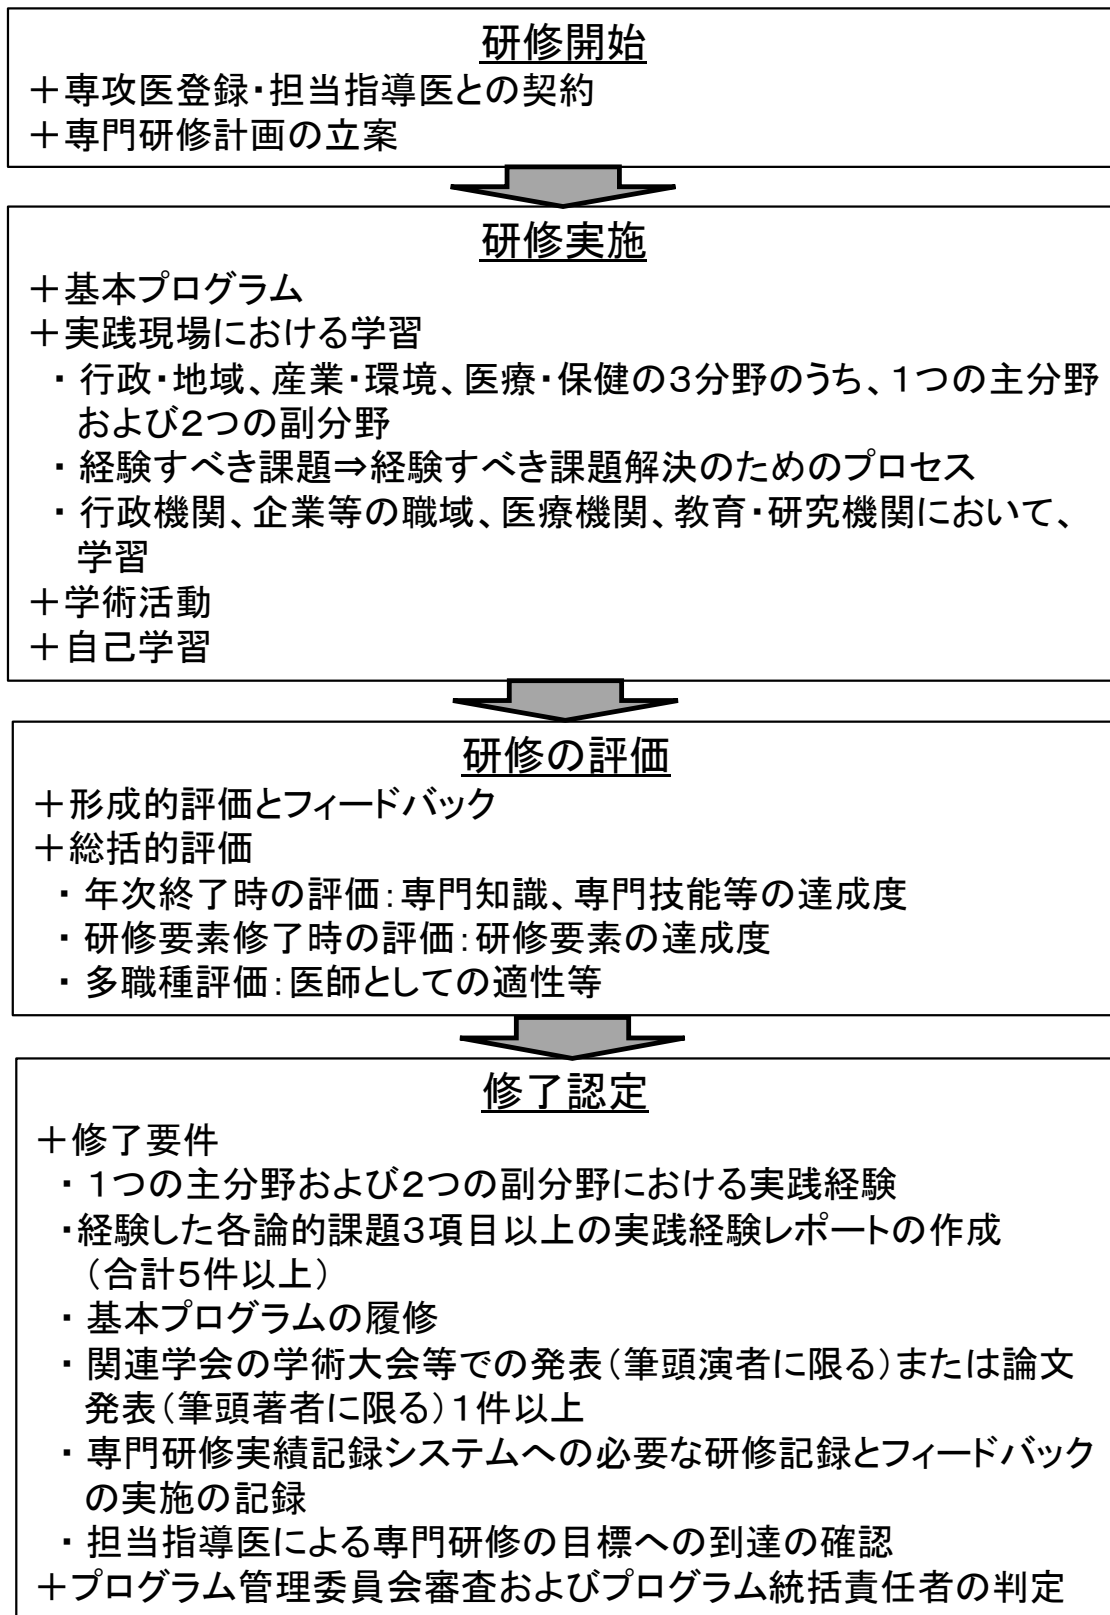 研修開始
＋専攻医登録・担当指導医との契約
＋専門研修計画の立案
研修実施
＋基本プログラム
＋実践現場における学習
・行政・地域、産業・環境、医療・保健の３分野のうち、１つの主分野
および２つの副分野
・経験すべき課題⇒経験すべき課題解決のためのプロセス
・行政機関、企業等の職域、医療機関、教育・研究機関において、
学習
＋学術活動
＋自己学習
研修の評価
＋形成的評価とフィードバック
＋総括的評価
・年次終了時の評価：専門知識、専門技能等の達成度
・研修要素修了時の評価：研修要素の達成度
・多職種評価：医師としての適性等
修了認定
＋修了要件
・１つの主分野および２つの副分野における実践経験
・経験した各論的課題３項目以上の実践経験レポートの作成
（合計５件以上）
・基本プログラムの履修
・関連学会の学術大会等での発表（筆頭演者に限る）または論文
発表（筆頭著者に限る）１件以上
・専門研修実績記録システムへの必要な研修記録とフィードバック
の実施の記録
・担当指導医による専門研修の目標への到達の確認
＋プログラム管理委員会審査およびプログラム統括責任者の判定